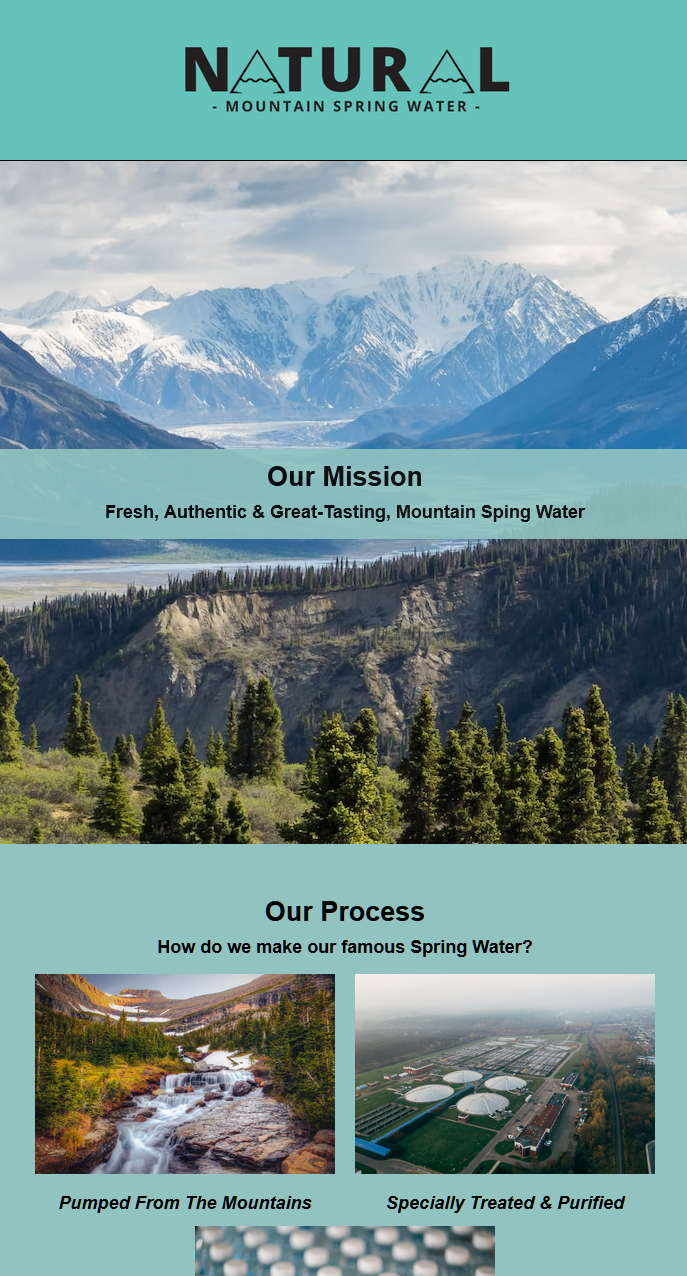 NATURAL
- MOUNTAIN SPRING WATER -
Our Mission
Fresh, Authentic & Great-Tasting, Mountain Sping Water
Our Process
How do we make our famous Spring Water?
Pumped From The Mountains
Specially Treated & Purified